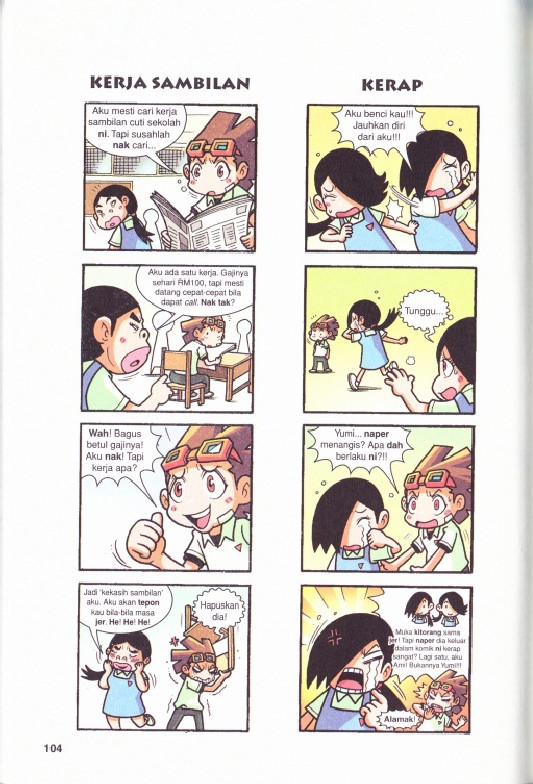 KERJA SAMBILAN
Aku mesti cari kerja
sambilan cuti sekolah
ni. Tapi susahlah
nak cari...
Aku ada satu kerja. Gajinya
sehari RM100, tapi mesti
datang cepat-cepat bila
dapat call. Nak tak?
Wah! Bagus
betul gajinya!
Aku nak! Tapi
kerja apa?
Jadi 'kekasih sambilan'
aku. Aku akan tepon
kau bila-bila masa
jer. He! He! He!
Hapuskan
dia!
KERAP
Aku benci kau!!!
Jauhkan diri
dari aku!!!
Tunggu...
Yumi... naper
menangis? Apa dah
berlaku ni?!!
Muka kitorang sama
jer! Tapi naper dia keluar
dalam komik ni kerap
sangat? Lagi satu, aku
Ami! Bukannya Yumi!!!
Alamak!
104